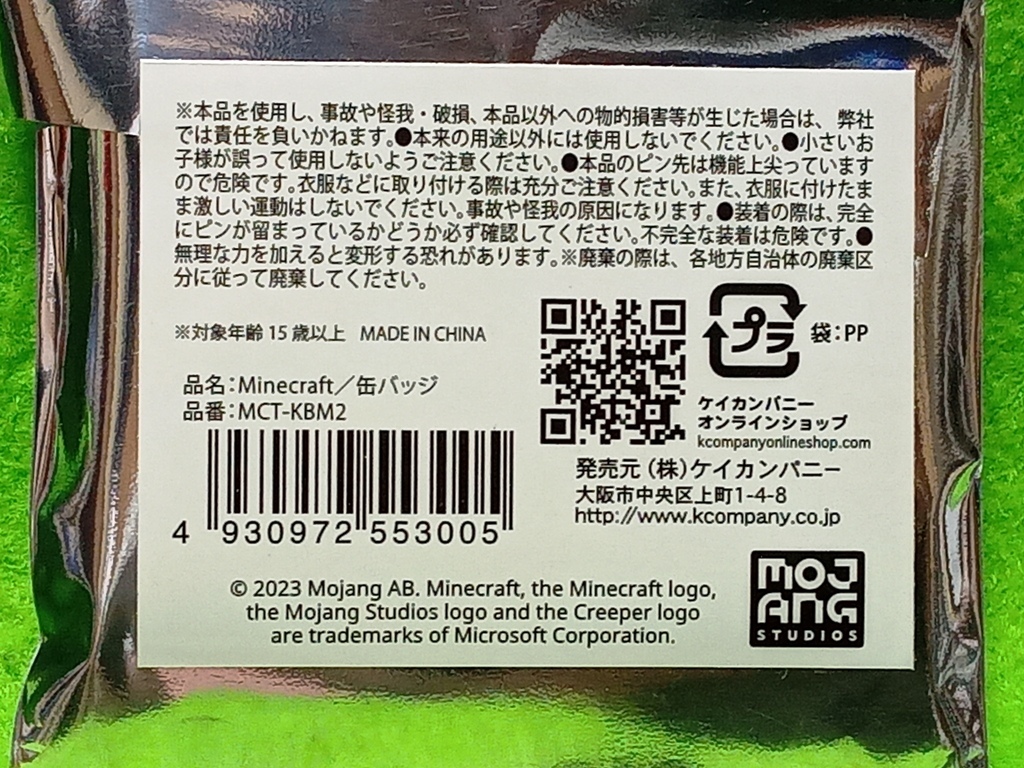 ※本品を使用し、事故や怪我・破損、本品以外への物的損害等が生じた場合は、弊社
では責任を負いかねます。●本来の用途以外には使用しないでください。●小さいお
子様が誤って使用しないようご注意ください。●本品のピン先は機能上尖っています
ので危険です。衣服などに取り付ける際は充分ご注意ください。また、衣服に付けたま
ま激しい運動はしないでください。事故や怪我の原因になります。●装着の際は、完全
にピンが留まっているかどうか必ず確認してください。不完全な装着は危険です。●
無理な力を加えると変形する恐れがあります。※廃棄の際は、各地方自治体の廃棄区
分に従って廃棄してください。
※対象年齢 15 歳以上 MADE IN CHINA
プラ
袋：PP
品名：Minecraft／缶バッジ
品番：MCT-KBM2
ケイカンパニー
オンラインショップ
kcompanyonlineshop.com
発売元（株）ケイカンパニー
大阪市中央区上町1-4-8
http://www.kcompany.co.jp
4 930972 553005
© 2023 Mojang AB. Minecraft, the Minecraft logo,
the Mojang Studios logo and the Creeper logo
are trademarks of Microsoft Corporation.
MOJ
ANG
STUDIOS